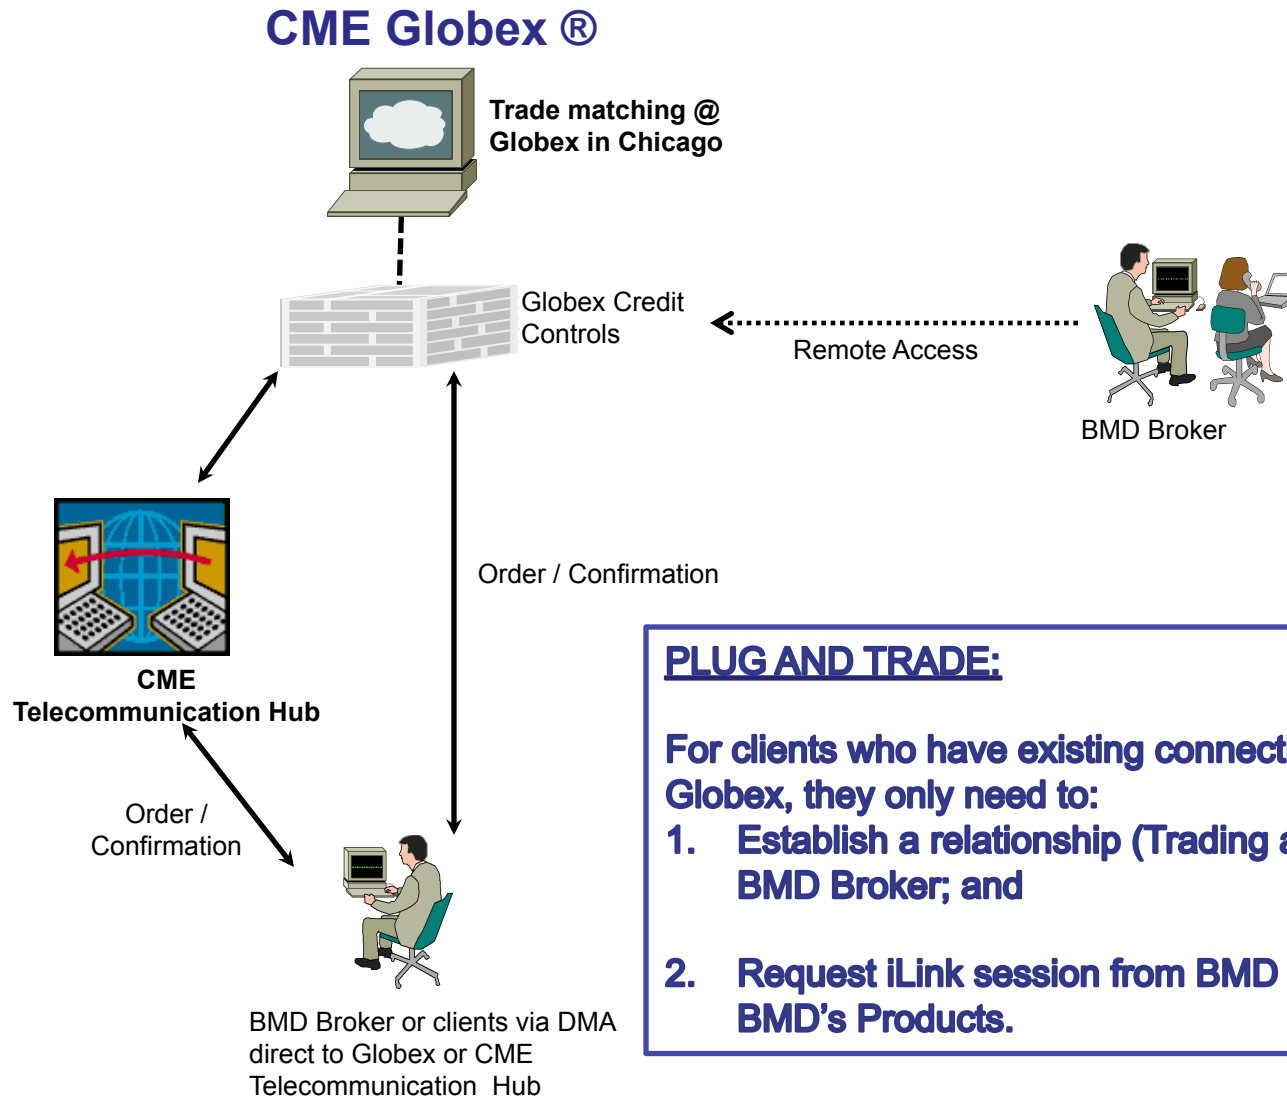 CME Globex ®
Trade matching @
Globex in Chicago
Globex Credit
Controls
Remote Access
BMD Broker
Order / Confirmation
CME
Telecommunication Hub
Order /
Confirmation
BMD Broker or clients via DMA
direct to Globex or CME
Telecommunication Hub
PLUG AND TRADE:
For clients who have existing connecti
Globex, they only need to:
1. Establish a relationship (Trading a
BMD Broker; and
2. Request iLink session from BMD
BMD’s Products.